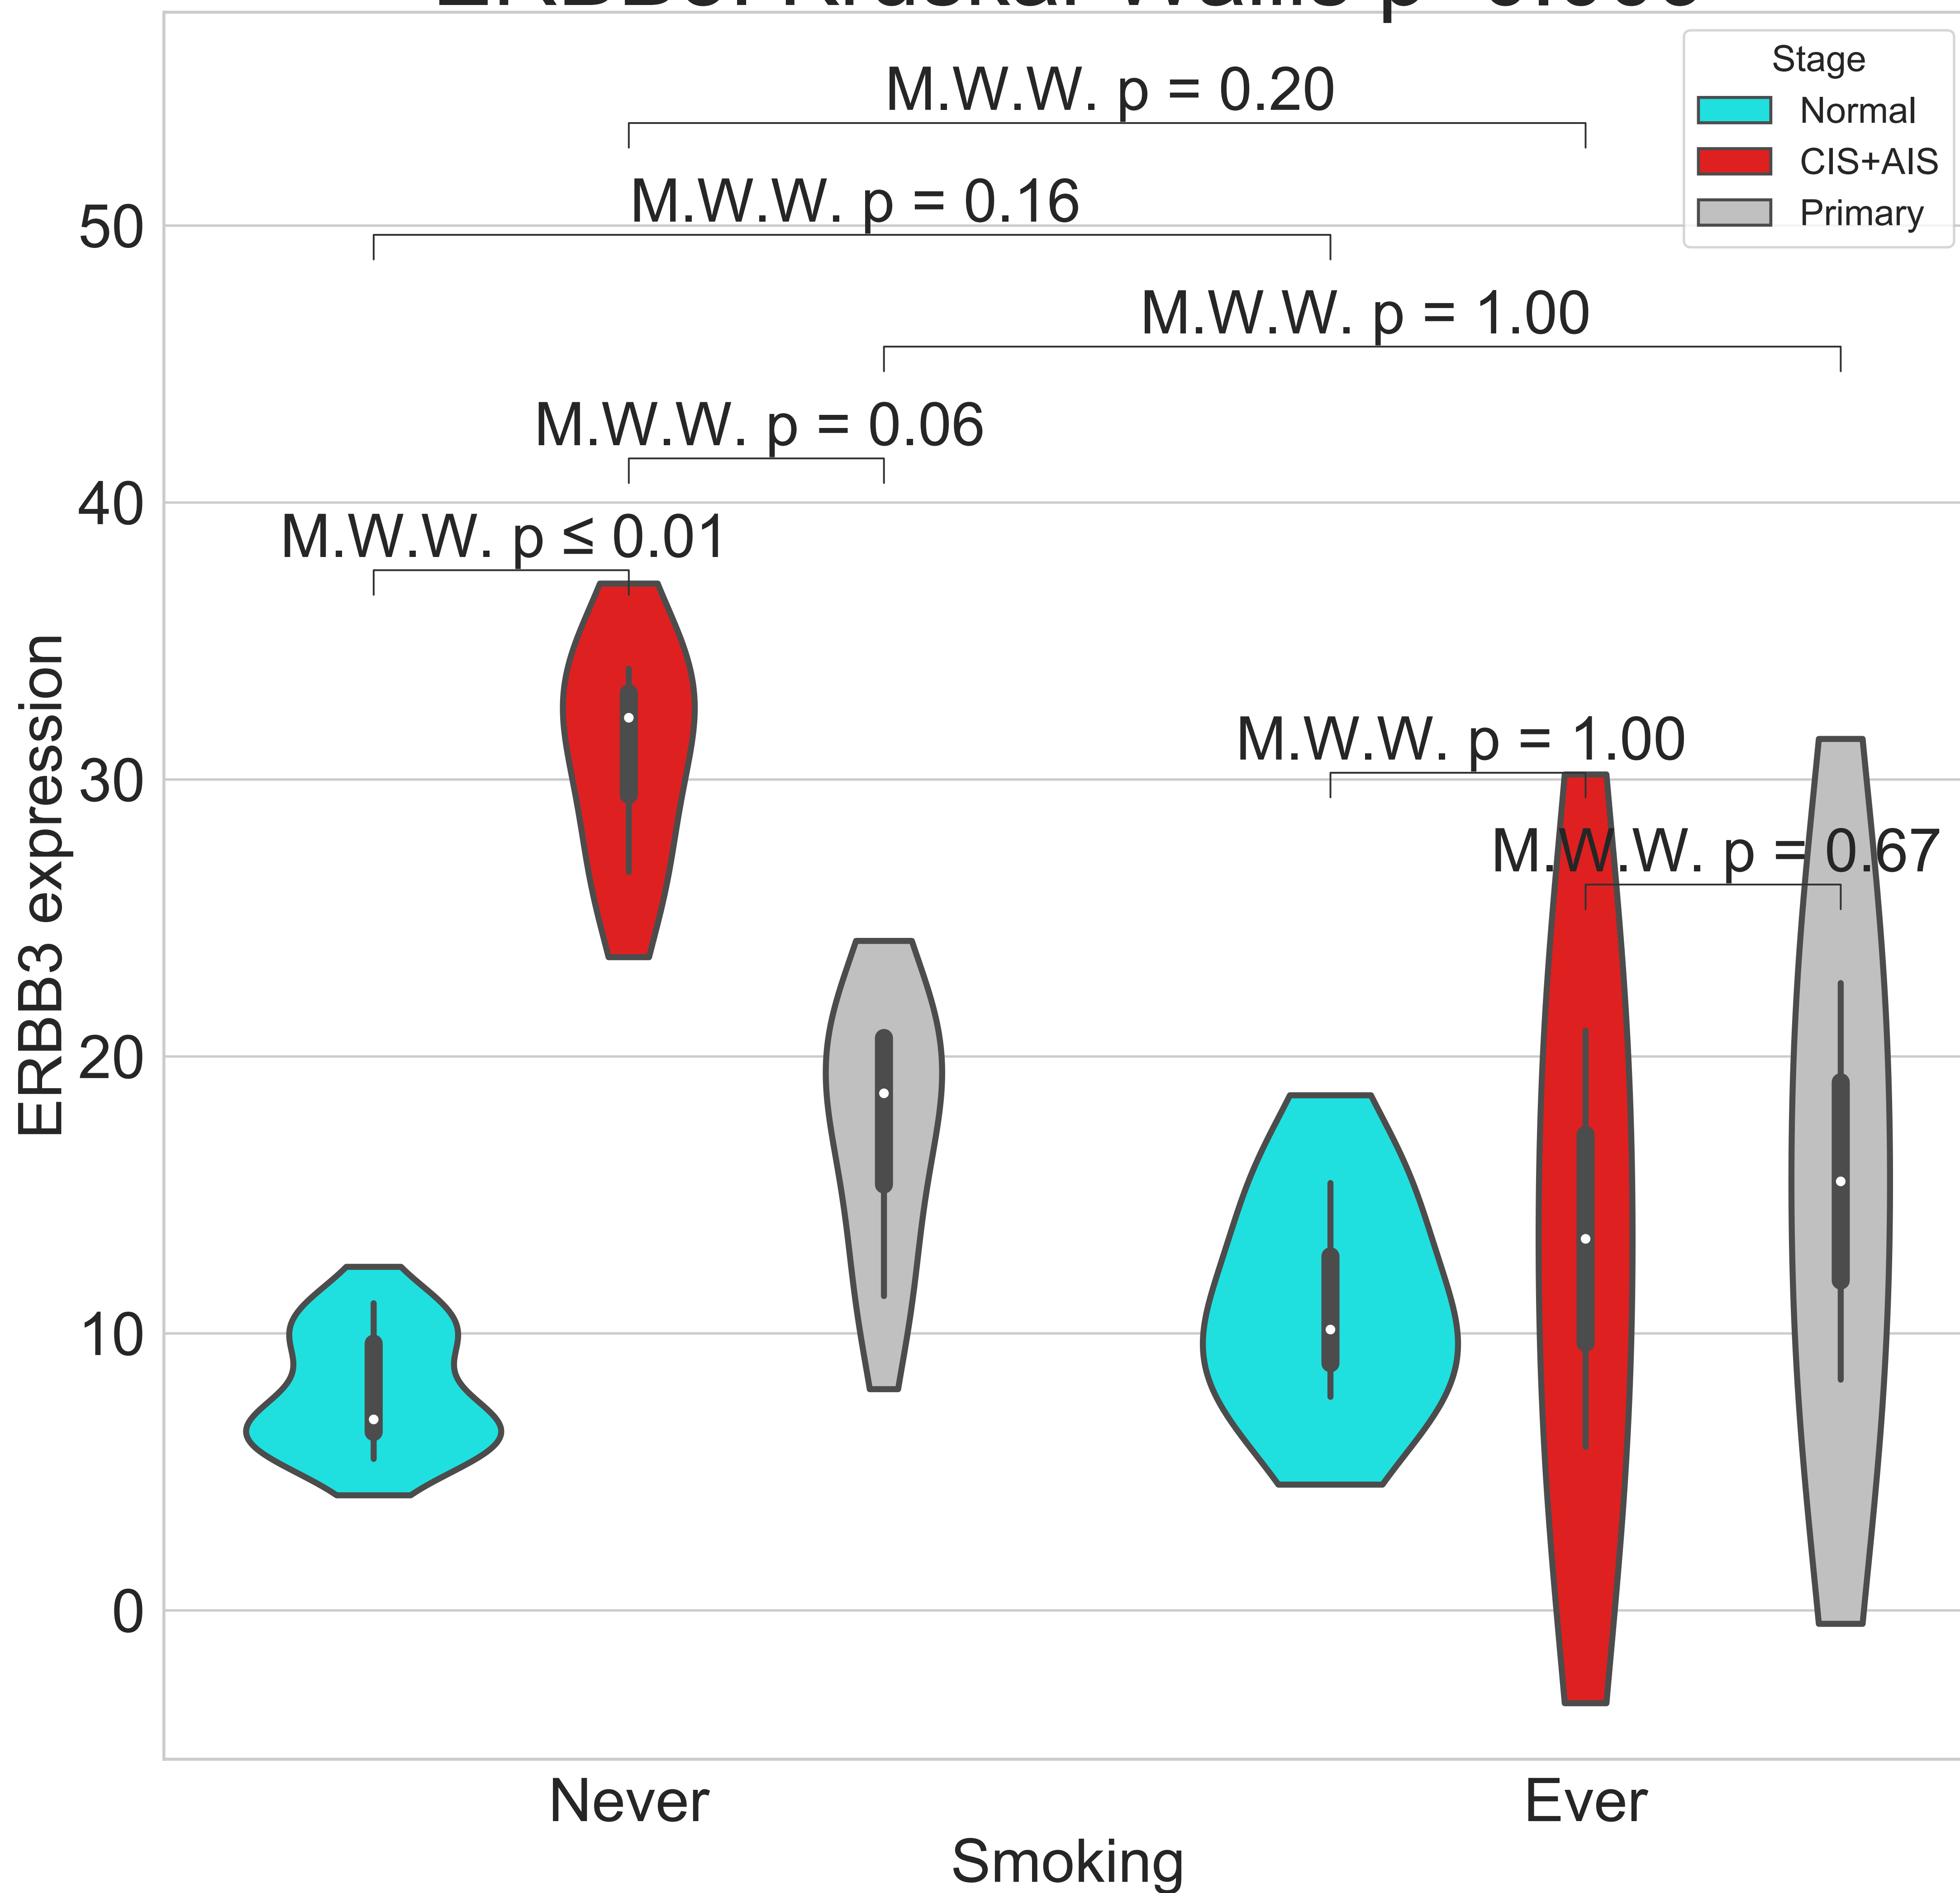 Stage
Normal
CIS+AIS
Primary
M.W.W. p = 0.20
M.W.W. p = 0.16
M.W.W. p = 1.00
M.W.W. p = 0.06
M.W.W. p ≤ 0.01
M.W.W. p = 1.00
M.W.W. p = 0.67
ERBB3 expression
50
40
30
20
10
0
Never
Ever
Smoking